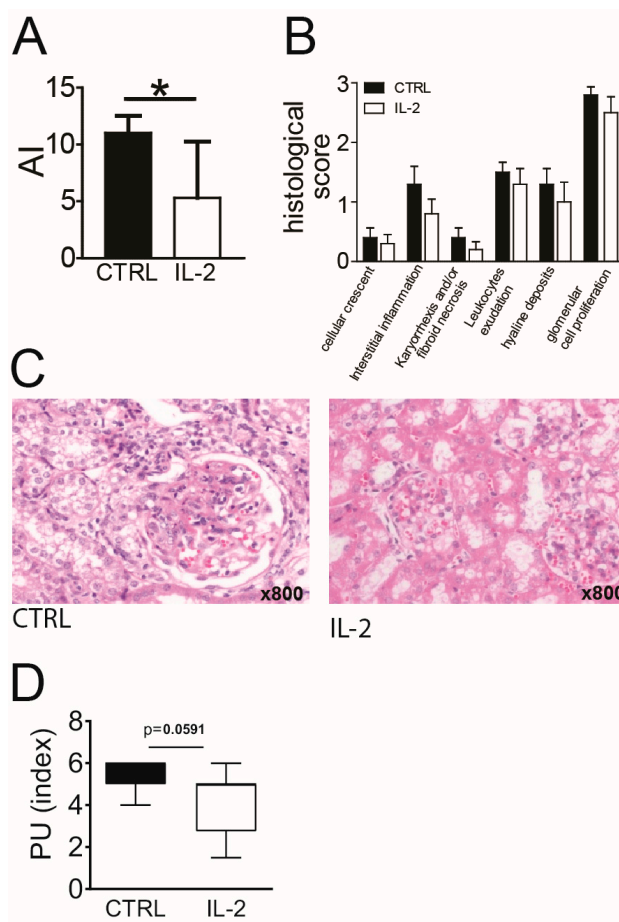 A
AI
15
10
5
0
*
CTRL IL-2
B
histological
score
3
2
1
0
CTRL
IL-2
cellular crescent
Interstitial inflammation
Karyorrhexis and/or
fibroid necrosis
Leukocytes
exudation
hyaline deposits
glomerular
cell proliferation
C
x800
CTRL
x800
IL-2
D
PU (index)
8
6
4
2
0
p=0.0591
CTRL IL-2